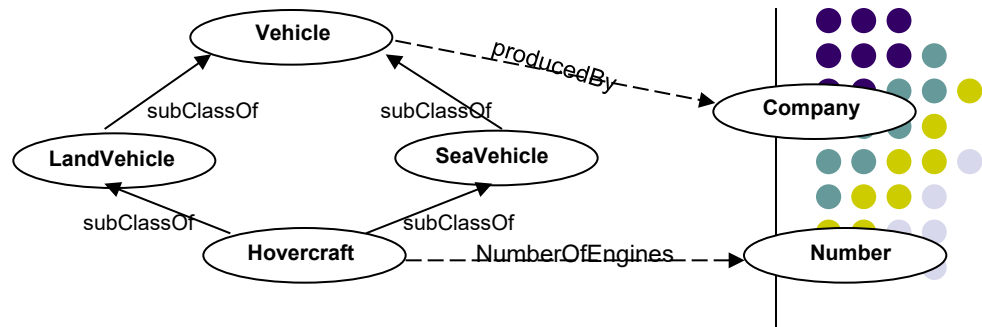 Vehicle
producedBy
Company
subClassOf
subClassOf
LandVehicle
SeaVehicle
subClassOf
subClassOf
Hovercraft
NumberOfEngines
Number